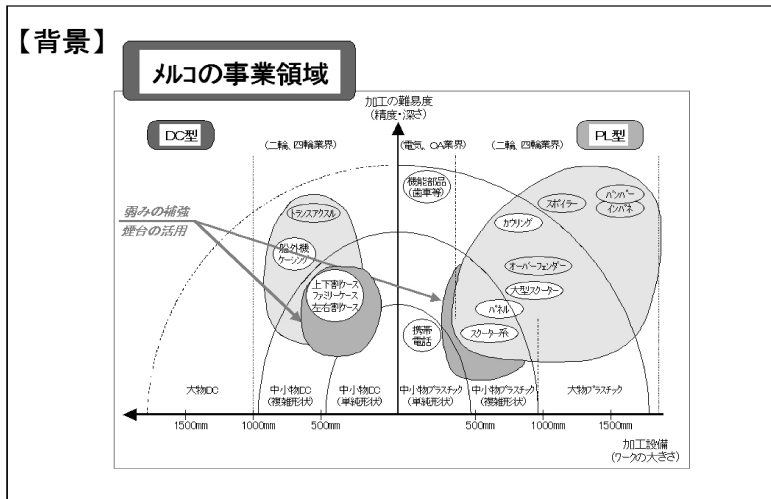 【背景】
メルコの事業領域
加工の難易度
(精度・深さ)
DC型
(二輪、四輪業界)
(電気、OA業界)
(二輪、四輪業界)
PL型
機能部品
(歯車等)
スポイラー
バンパー
インパネ
トランスアクスル
カウリング
弱みの補強
煙台の活用
船外機
ケーシング
オーバーフェンダー
上下割ケース
ファミリーケース
左右割ケース
大型スクーター
パネル
携帯
電話
スクーター系
大物DC
中小物DC
(複雑形状)
中小物DC
(単純形状)
中小物プラスチック
(単純形状)
中小物プラスチック
(複雑形状)
大物プラスチック
1500mm
1000mm
500mm
500mm
1000mm
1500mm
加工設備
(ワークの大きさ)